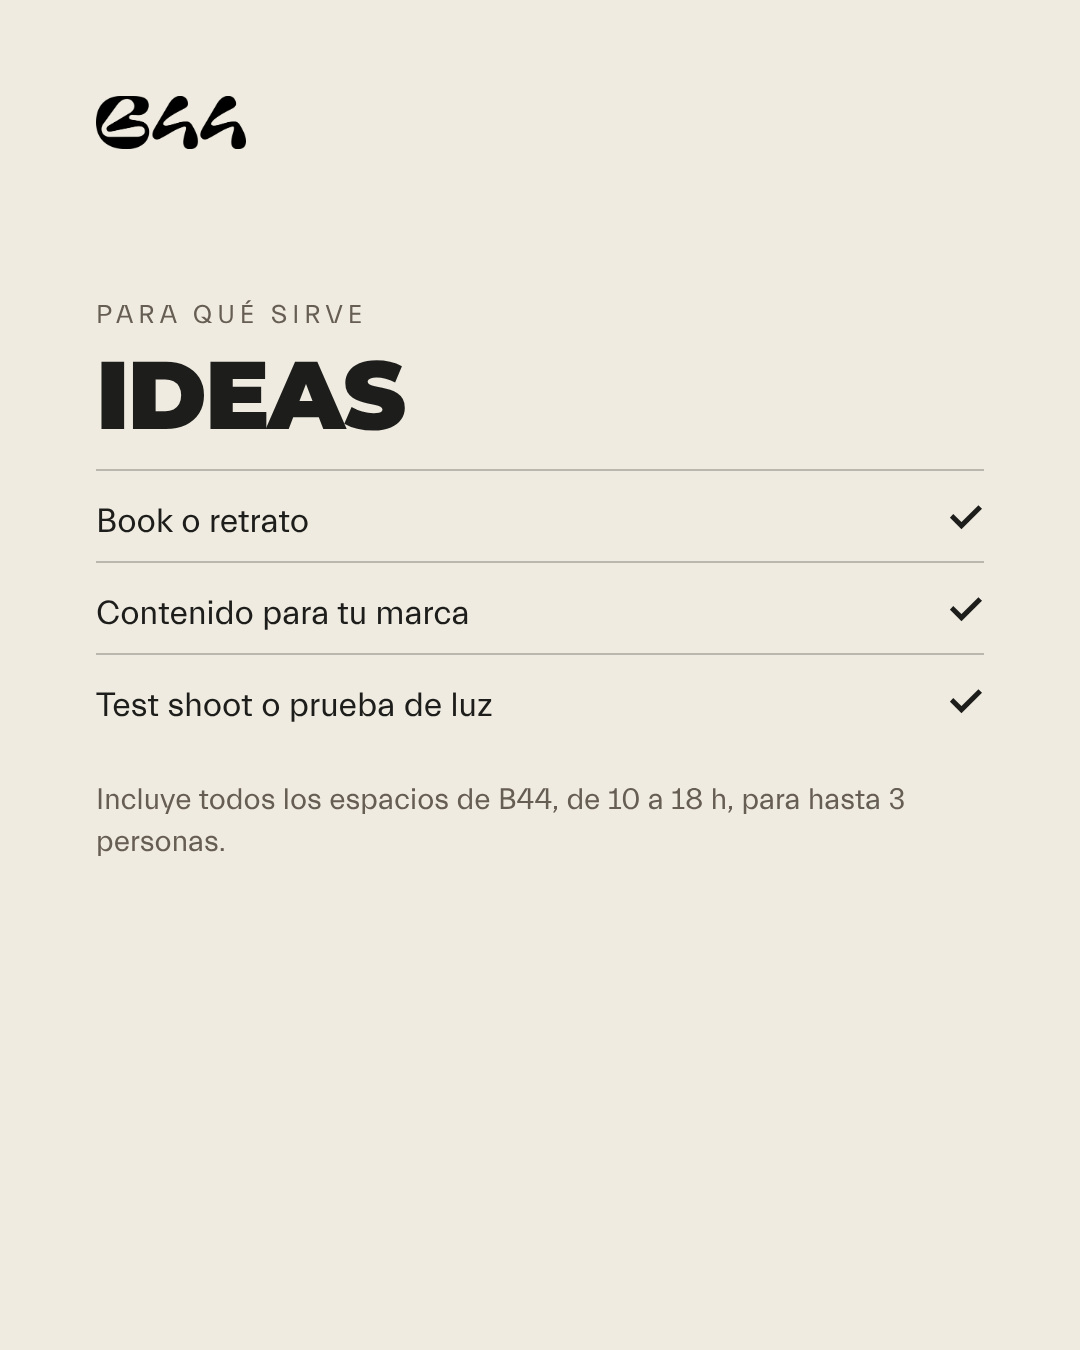 B44
PARA QUÉ SIRVE
IDEAS
Book o retrato
Contenido para tu marca
Test shoot o prueba de luz
Incluye todos los espacios de B44, de 10 a 18 h, para hasta 3
personas.